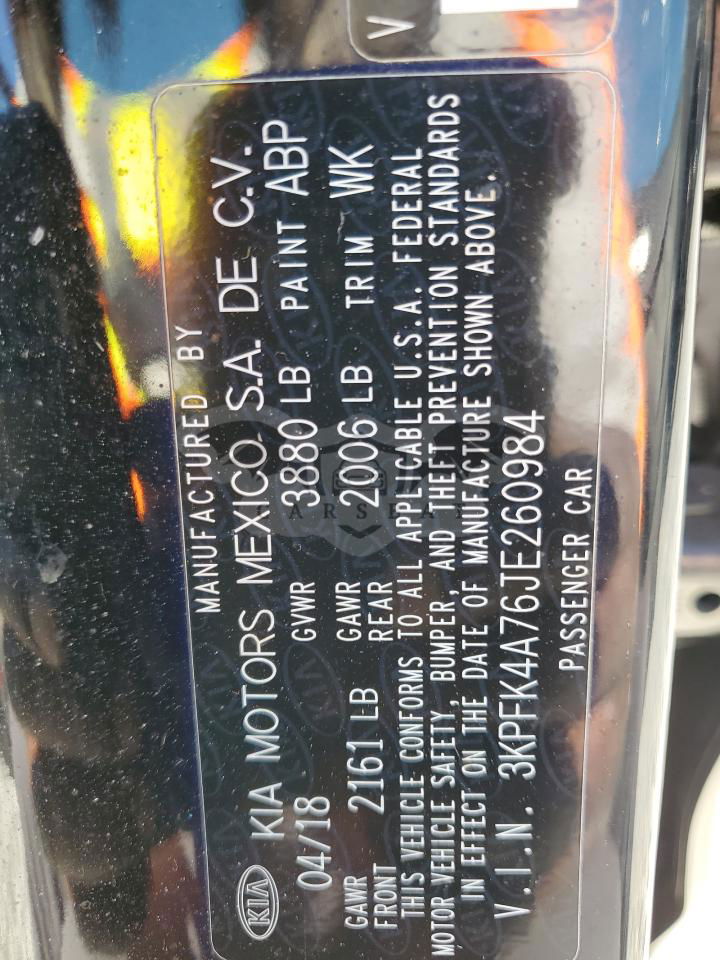 V
MANUFACTURED BY
KIA KIA MOTORS MEXICO, S.A. DE C.V.
04/18 GVWR 3880 LB PAINT ABP
GAWR FRONT 2161 LB GAWR REAR 2006 LB TRIM WK
THIS VEHICLE CONFORMS TO ALL APPLICABLE U.S.A. FEDERAL
MOTOR VEHICLE SAFETY, BUMPER, AND THEFT PREVENTION STANDARDS
IN EFFECT ON THE DATE OF MANUFACTURE SHOWN ABOVE.
V.I.N. 3KPFK4A76JE260984
PASSENGER CAR